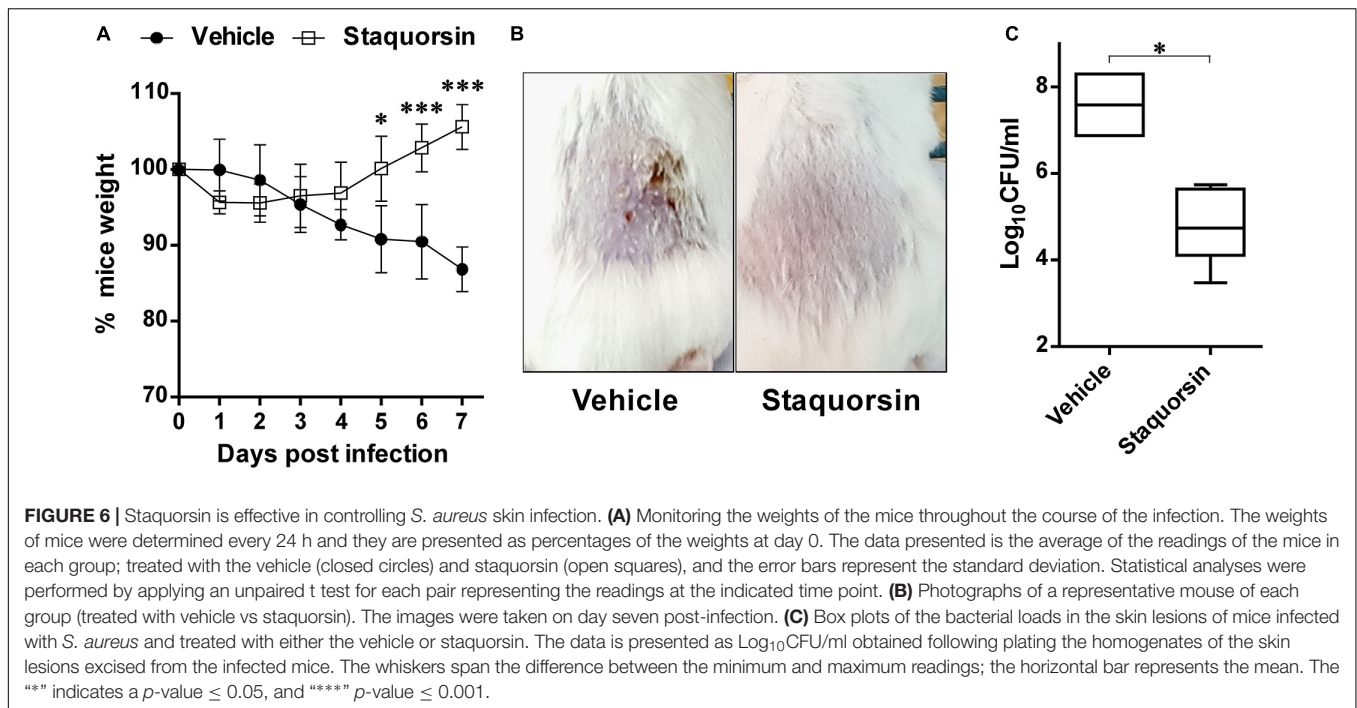 A
Vehicle
Staquorsin
110
100
90
80
70
% mice weight
*
***
***
0 1 2 3 4 5 6 7
Days post infection
B
Vehicle
Staquorsin
C
8
6
4
2
Log₁₀CFU/ml
*
Vehicle
Staquorsin
FIGURE 6 | Staquorsin is effective in controlling S. aureus skin infection. (A) Monitoring the weights of the mice throughout the course of the infection. The weights
of mice were determined every 24 h and they are presented as percentages of the weights at day 0. The data presented is the average of the readings of the mice in
each group; treated with the vehicle (closed circles) and staquorsin (open squares), and the error bars represent the standard deviation. Statistical analyses were
performed by applying an unpaired t test for each pair representing the readings at the indicated time point. (B) Photographs of a representative mouse of each
group (treated with vehicle vs staquorsin). The images were taken on day seven post-infection. (C) Box plots of the bacterial loads in the skin lesions of mice infected
with S. aureus and treated with either the vehicle or staquorsin. The data is presented as Log₁₀CFU/ml obtained following plating the homogenates of the skin
lesions excised from the infected mice. The whiskers span the difference between the minimum and maximum readings; the horizontal bar represents the mean. The
“*” indicates a p-value ≤ 0.05, and “***” p-value ≤ 0.001.